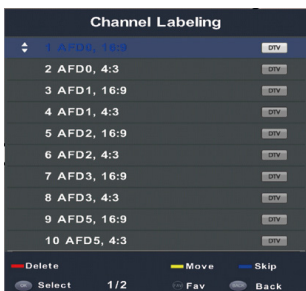 Channel Labeling
1 AFD0, 16:9 DTV
2 AFD0, 4:3 DTV
3 AFD1, 16:9 DTV
4 AFD1, 4:3 DTV
5 AFD2, 16:9 DTV
6 AFD2, 4:3 DTV
7 AFD3, 16:9 DTV
8 AFD3, 4:3 DTV
9 AFD5, 16:9 DTV
10 AFD5, 4:3 DTV
Delete Move Skip
Select 1/2 Fav Back